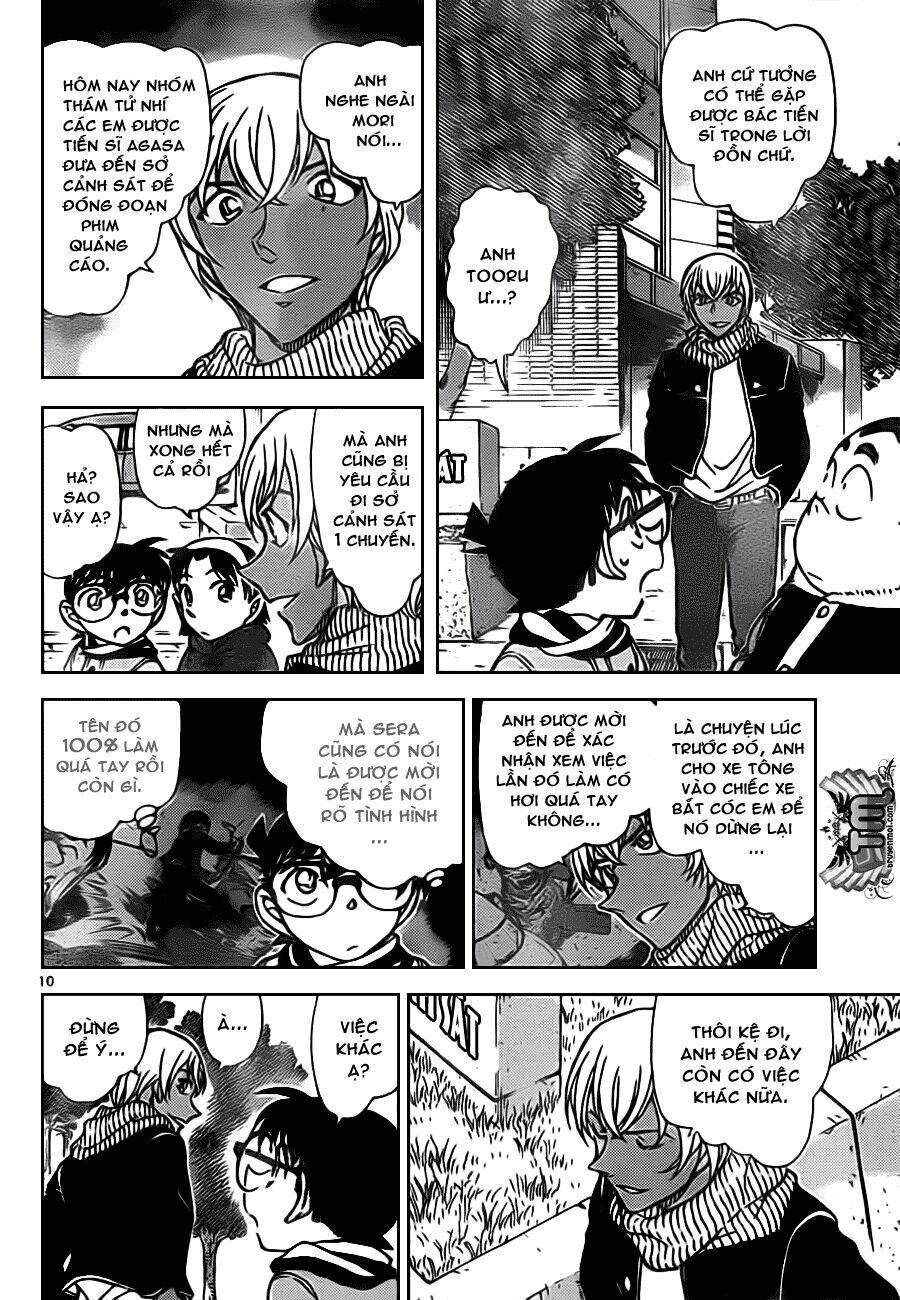 ANH CỨ TƯỞNG
CÓ THỂ GẶP
ĐƯỢC BÁC TIẾN
SĨ TRONG LỜI
ĐỒN CHỨ.
ANH
TOORU
Ư...?
ÁT
ANH
NGHE NGÀI
MORI
NÓI...
HÔM NAY NHÓM
THÁM TỬ NHÍ
CÁC EM ĐƯỢC
TIẾN SĨ AGASA
ĐƯA ĐẾN SỞ
CẢNH SÁT ĐỂ
ĐÓNG ĐOẠN
PHIM
QUẢNG
CÁO.
MÀ ANH
CŨNG BỊ
YÊU CẦU
ĐI SỞ
CẢNH SÁT
1 CHUYẾN.
NHƯNG MÀ
XONG HẾT
CẢ RỒI
HẢ?
SAO
VẬY Ạ?
LÀ CHUYỆN LÚC
TRƯỚC ĐÓ, ANH
CHO XE TÔNG
VÀO CHIẾC XE
BẮT CÓC EM ĐỂ
NÓ DỪNG LẠI
...
ANH ĐƯỢC MỜI
ĐẾN ĐỂ XÁC
NHẬN XEM VIỆC
LẦN ĐÓ LÀM CÓ
HƠI QUÁ TAY
KHÔNG...
MÀ SERA
CŨNG CÓ NÓI
LÀ ĐƯỢC MỜI
ĐẾN ĐỂ NÓI
RÕ TÌNH HÌNH
...
TÊN ĐÓ
100% LÀM
QUÁ TAY RỒI
CÒN GÌ.
TM
truyenmoi.com
10
THÔI KỆ ĐI,
ANH ĐẾN ĐÂY
CÒN CÓ VIỆC
KHÁC NỮA.
VIỆC
KHÁC
Ạ?
À...
ĐỪNG
ĐỂ Ý...